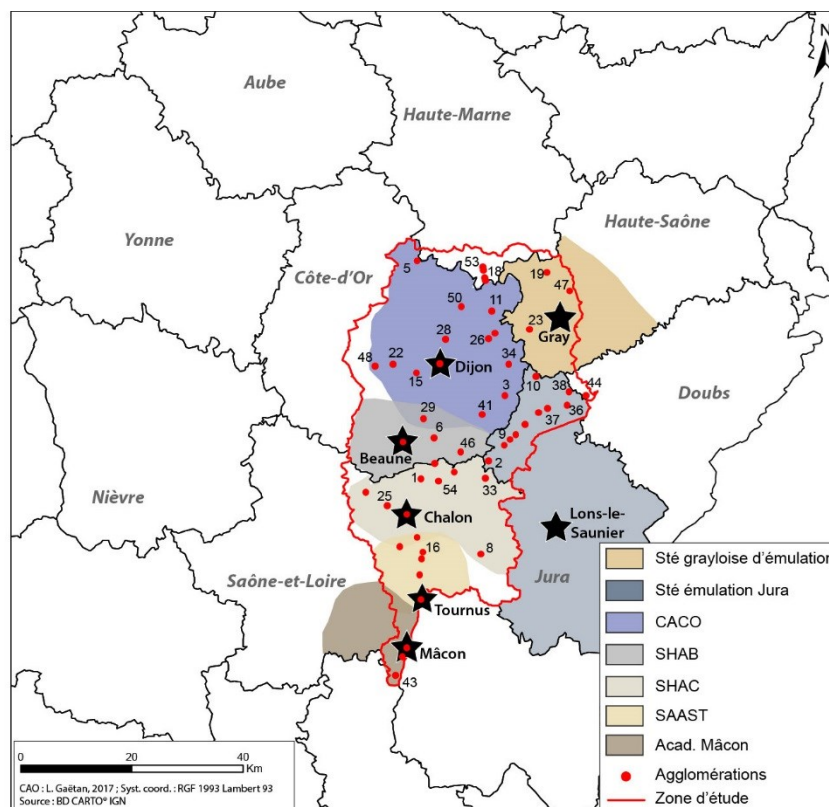 N
Aube
Haute-Marne
Haute-Saône
Yonne
Côte-d'Or
5
53
18
19
47
50
11
23
Gray
28
26
48
22
15
Dijon
34
10
38
44
Doubs
3
41
37
36
29
6
9
46
Beaune
2
1
54
33
Nièvre
25
Chalon
Lons-le-
Saunier
16
8
Saône-et-Loire
Jura
Tournus
Mâcon
43
Sté grayloise d'émulation
Sté émulation Jura
CACO
SHAB
SHAC
SAAST
Acad. Mâcon
Agglomérations
Zone d'étude
0 20 40
Km
CAO : L. Gaëtan, 2017 ; Syst. coord. : RGF 1993 Lambert 93
Source : BD CARTO® IGN